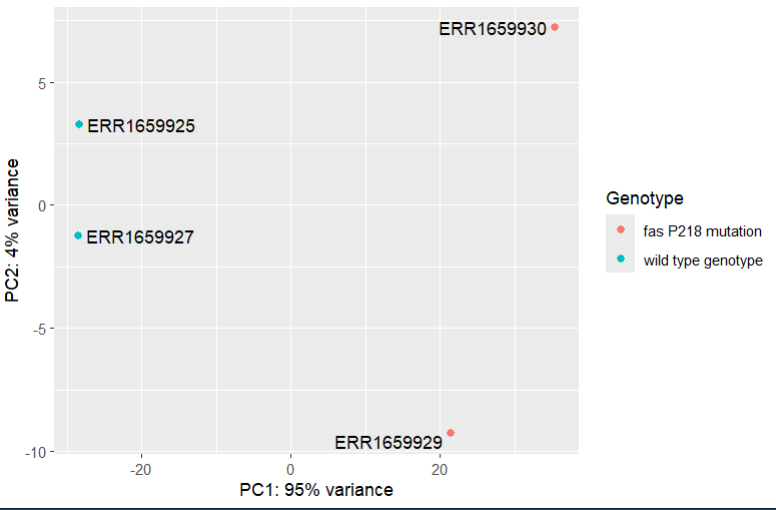 ERR1659930
5
ERR1659925
0
ERR1659927
-5
ERR1659929
-10
-20
0
20
PC1: 95% variance
PC2: 4% variance
Genotype
fas P218 mutation
wild type genotype